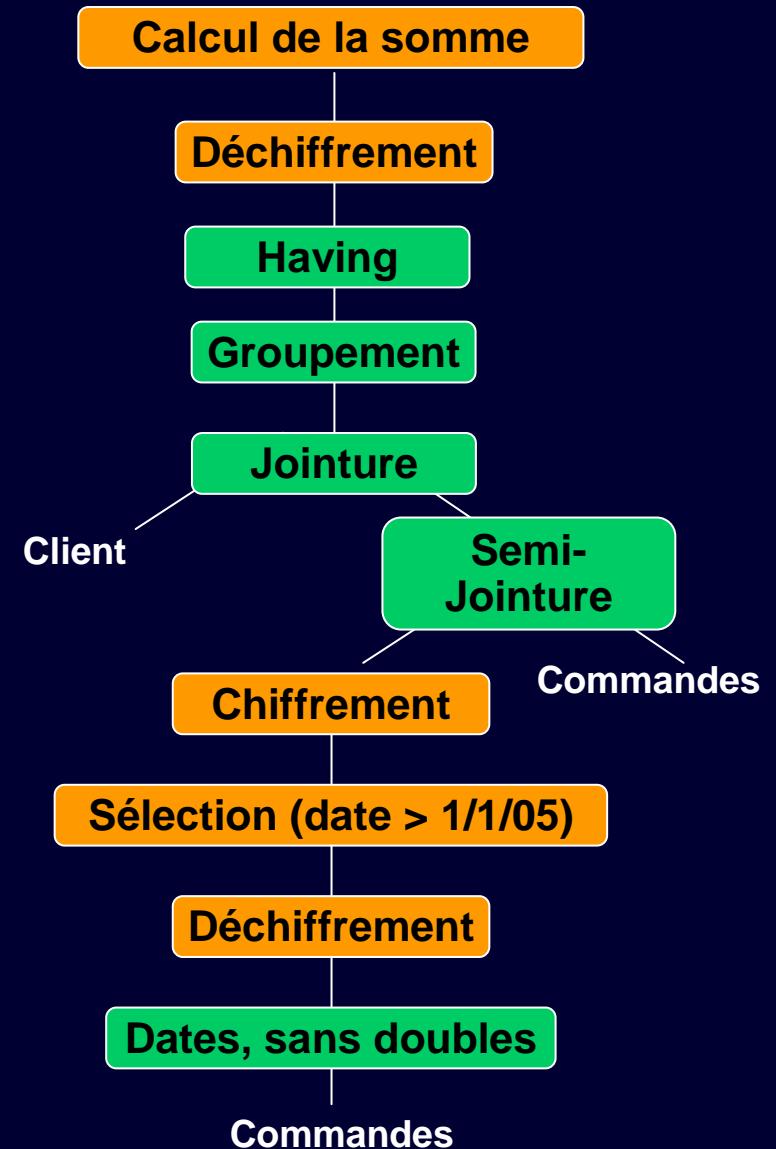 Calcul de la somme
Déchiffrement
Having
Groupement
Jointure
Client
Semi-
Jointure
Commandes
Chiffrement
Sélection (date > 1/1/05)
Déchiffrement
Dates, sans doubles
Commandes